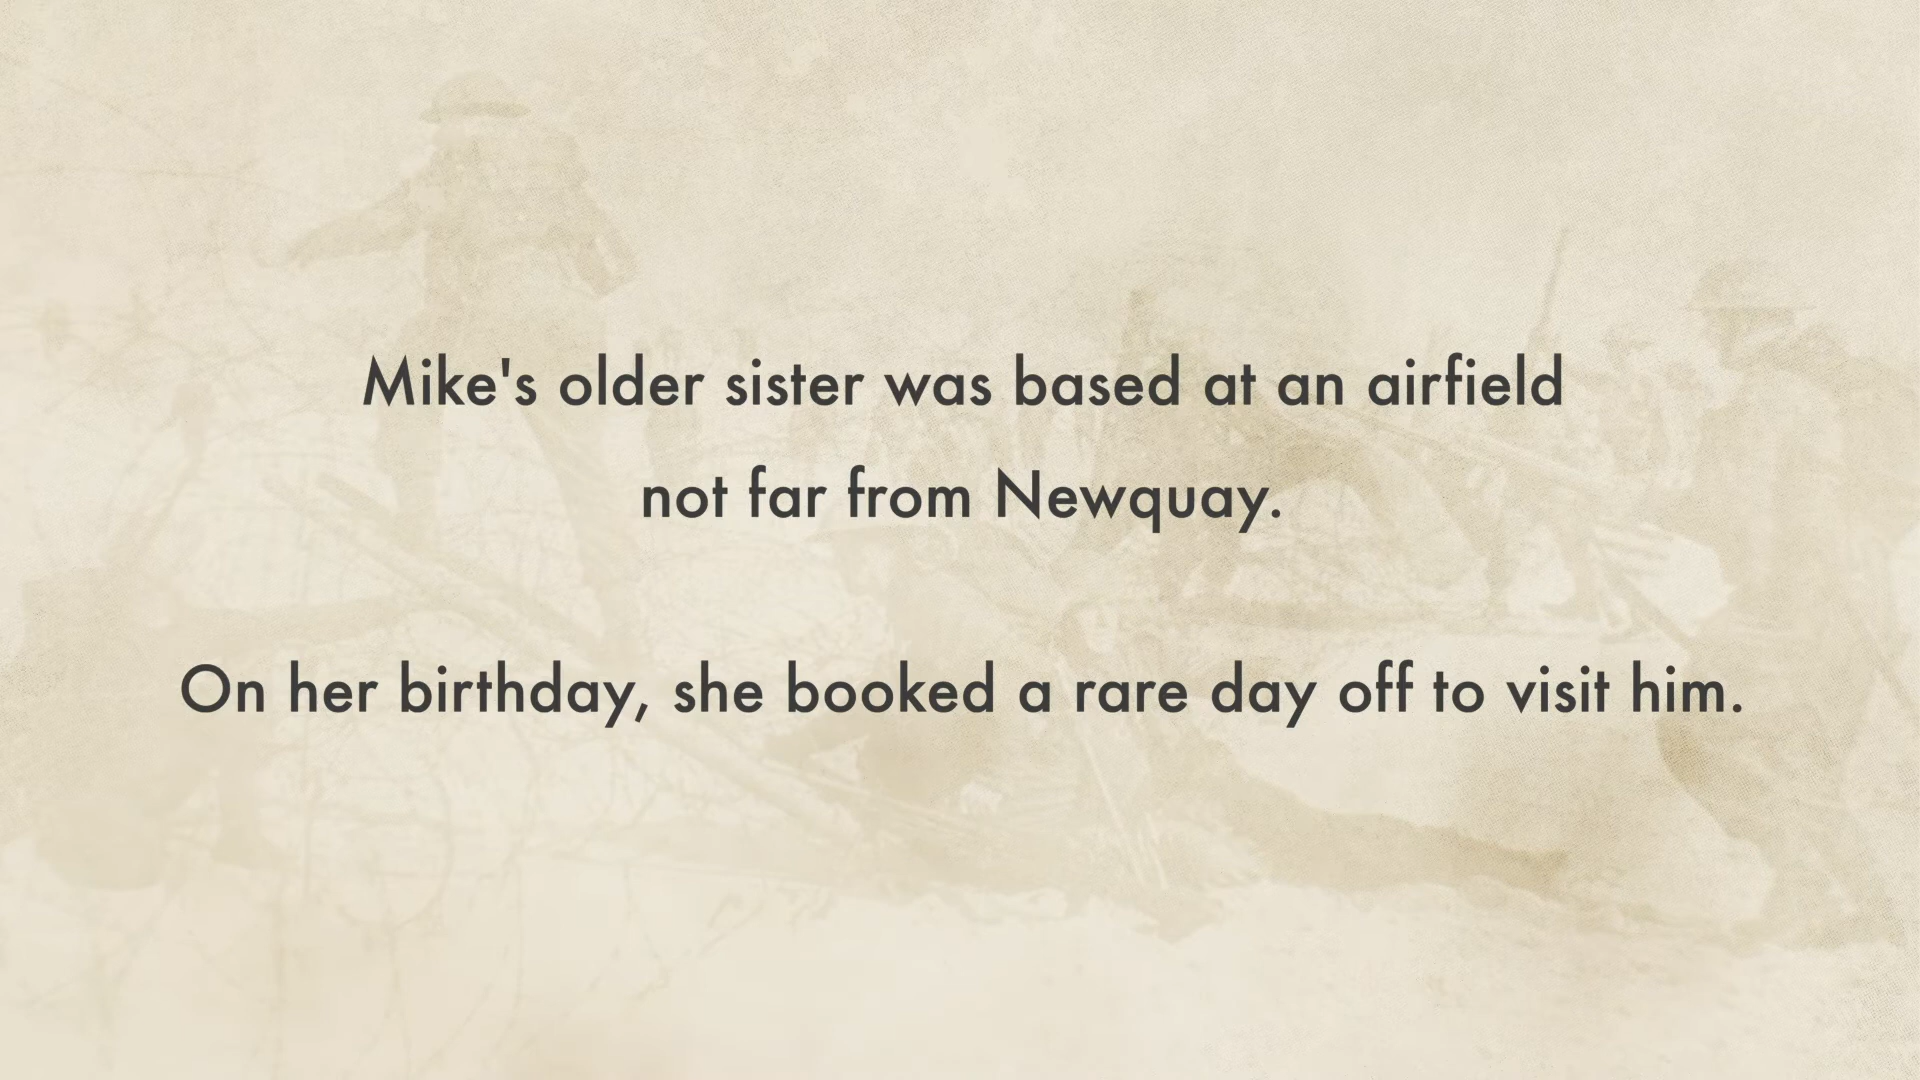 Mike's older sister was based at an airfield
not far from Newquay.
On her birthday, she booked a rare day off to visit him.